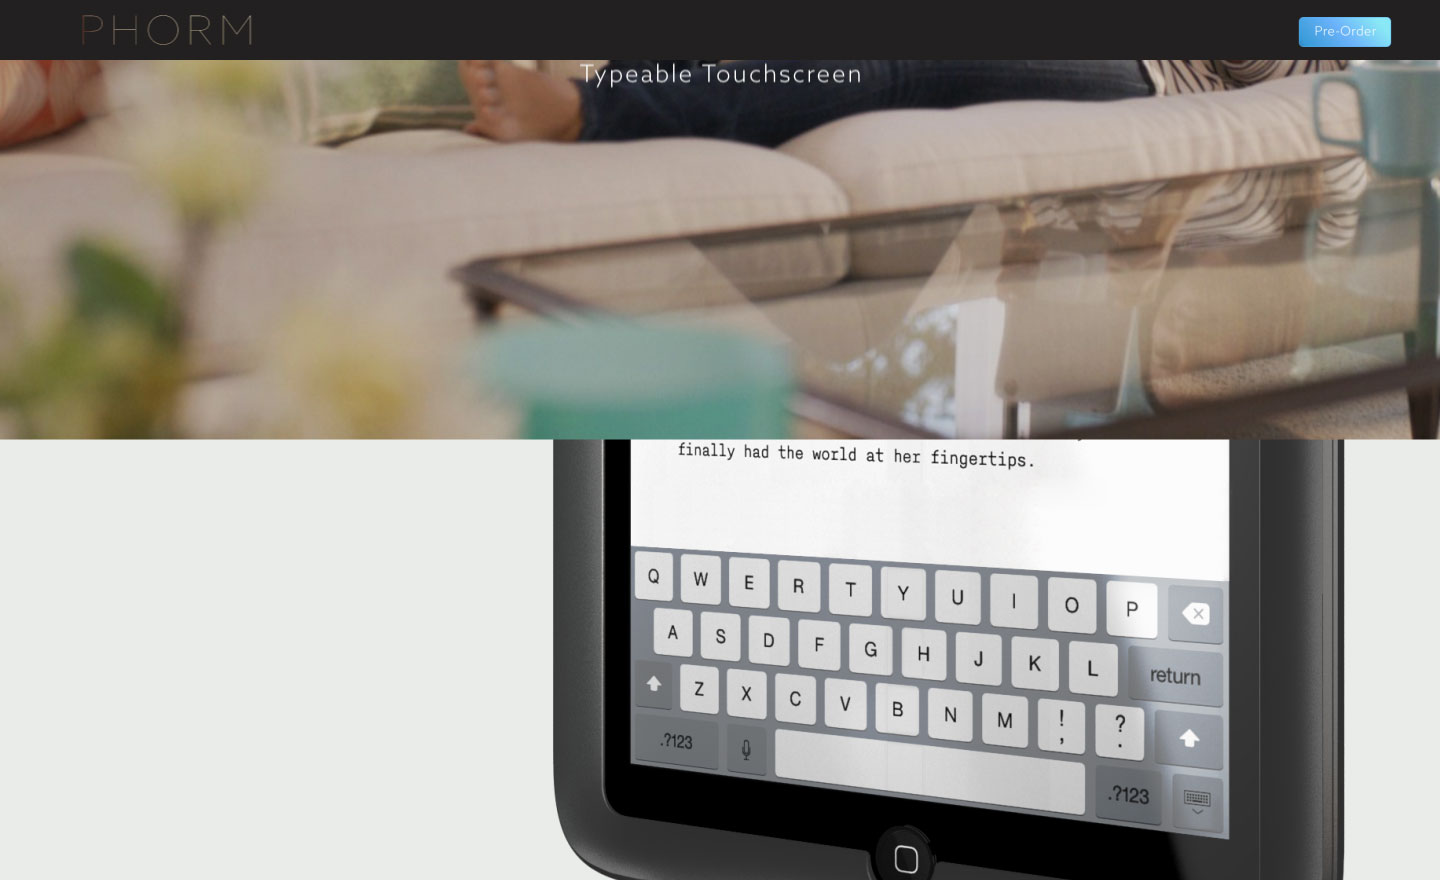 PHORM
Pre-Order
Typeable Touchscreen
finally had the world at her fingertips.
Q W E R T Y U I O P
A S D F G H J K L return
Z X C V B N M ! , ? .
.?123 .?123